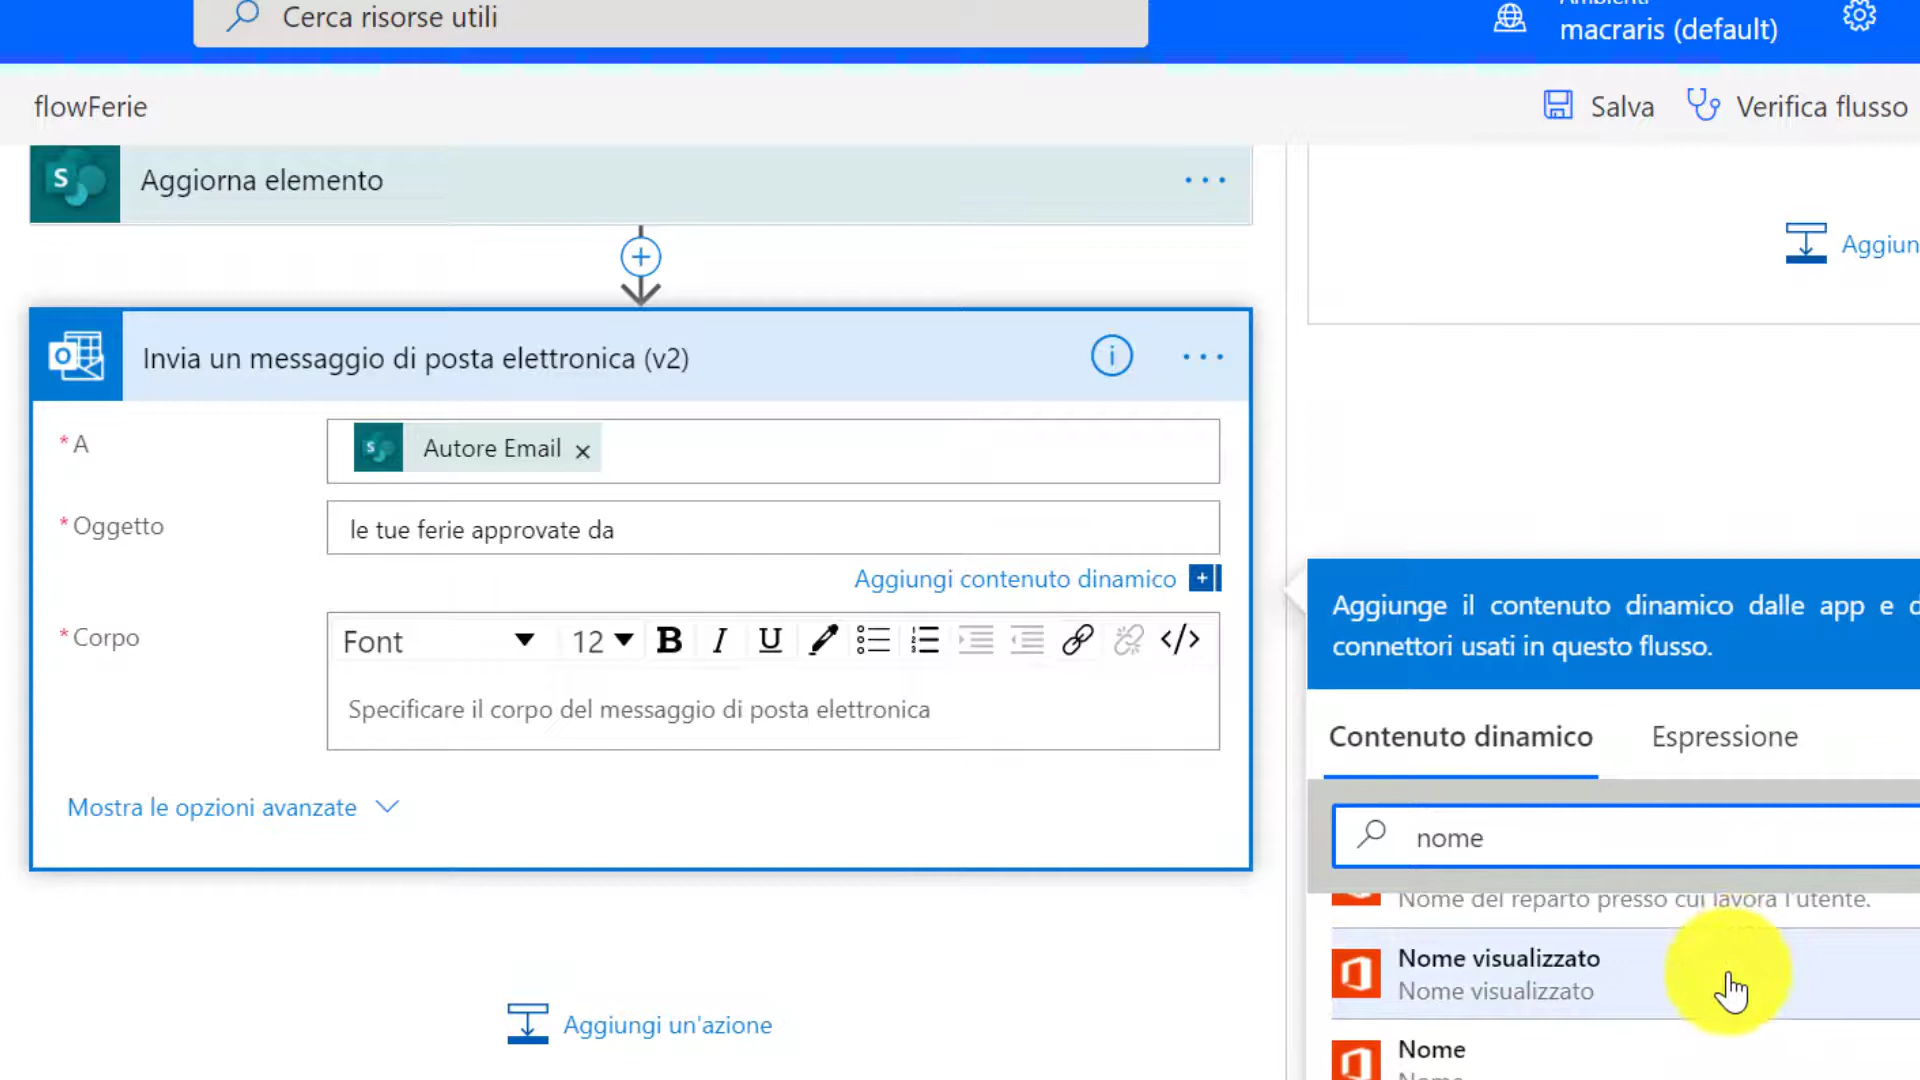 Cerca risorse utili
Ambienti
macraris (default)
flowFerie
Salva
Verifica flusso
S
Aggiorna elemento
Aggiun
Invia un messaggio di posta elettronica (v2)
* A
S
Autore Email ×
* Oggetto
le tue ferie approvate da
Aggiungi contenuto dinamico
* Corpo
Font
12
B I U </>
Specificare il corpo del messaggio di posta elettronica
Mostra le opzioni avanzate
Aggiungi un'azione
Aggiunge il contenuto dinamico dalle app e d
connettori usati in questo flusso.
Contenuto dinamico
Espressione
nome
Nome del reparto presso cui lavora l'utente.
Nome visualizzato
Nome visualizzato
Nome
Nome